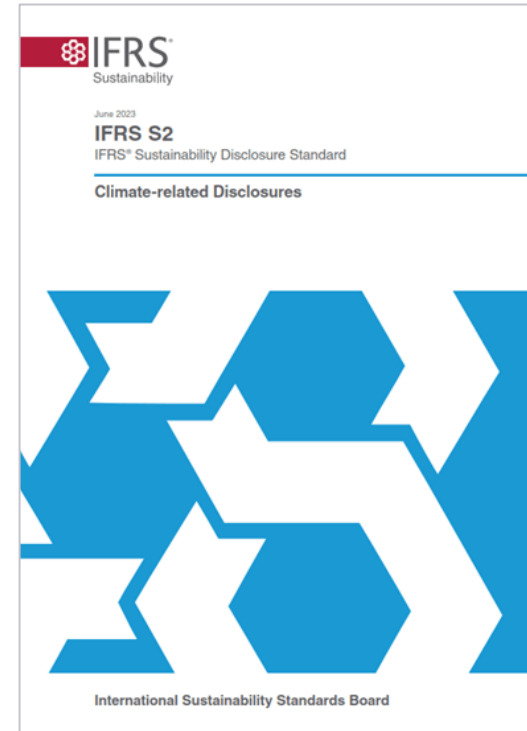 IFRS®
Sustainability
June 2023
IFRS S2
IFRS® Sustainability Disclosure Standard
Climate-related Disclosures
International Sustainability Standards Board